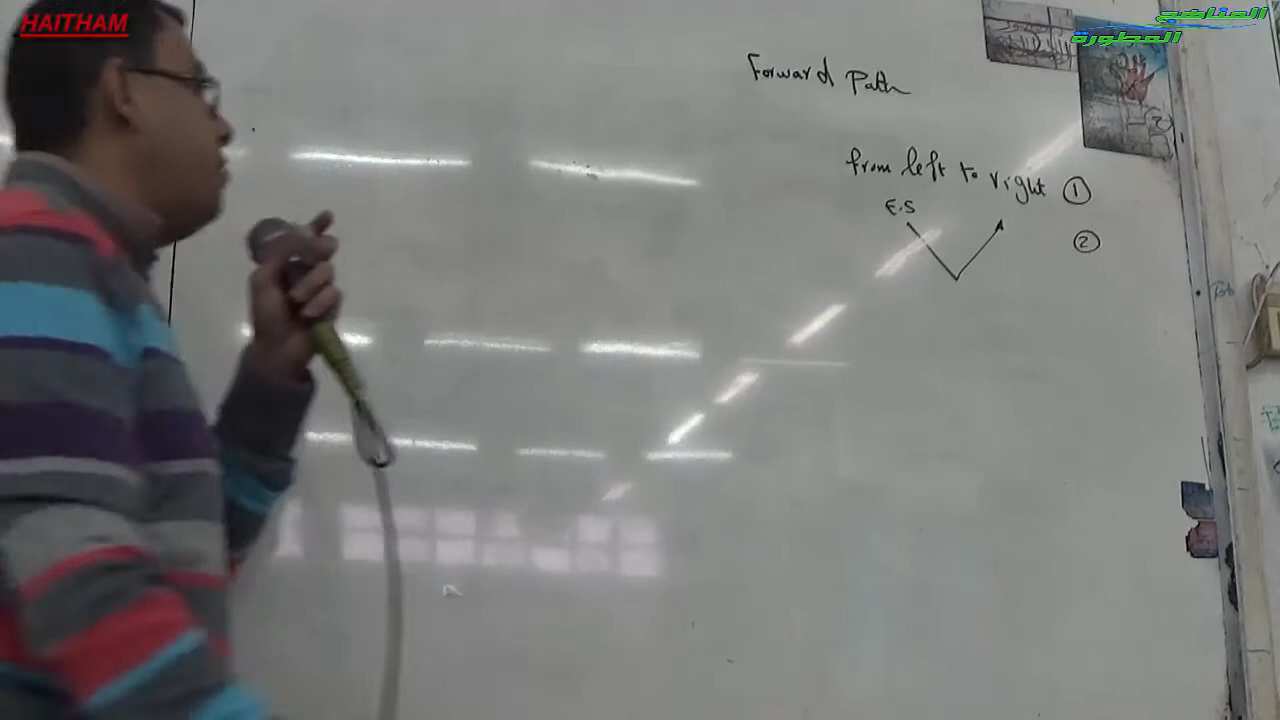 HAITHAM
المناهج
المطورة
Forward Path
from left to right ①
E.S
②